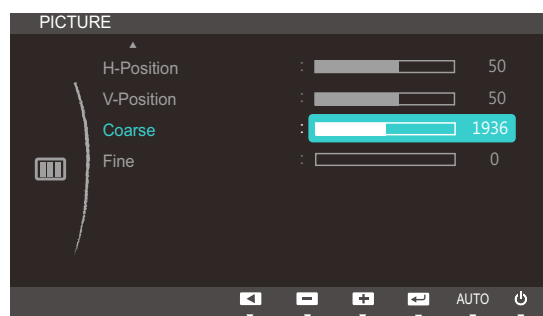 PICTURE
H-Position : 50
V-Position : 50
Coarse : 1936
Fine : 0
AUTO